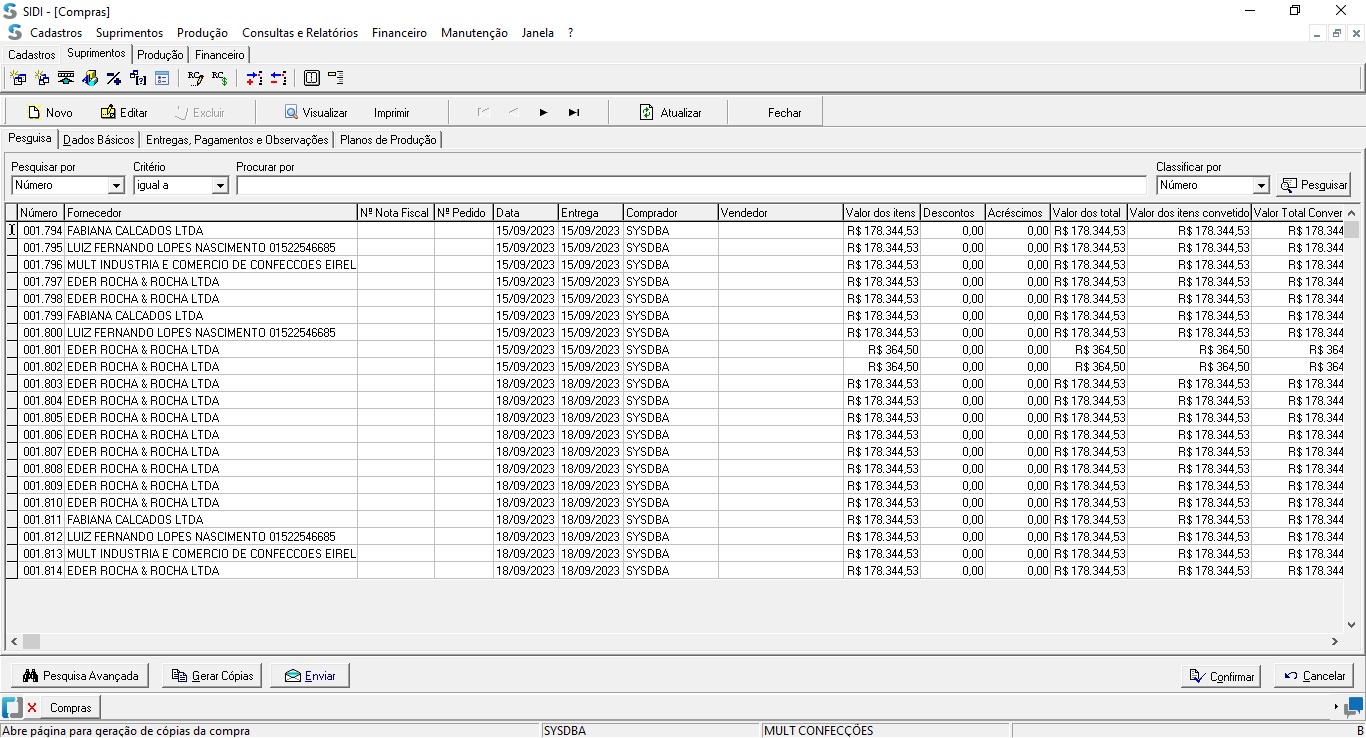 SIDI - [Compras]
Cadastros Suprimentos Produção Consultas e Relatórios Financeiro Manutenção Janela ?
Cadastros Suprimentos Produção Financeiro
Novo Editar Excluir Visualizar Imprimir Atualizar Fechar
Pesquisa Dados Básicos Entregas, Pagamentos e Observações Planos de Produção
Pesquisar por Critério Procurar por Classificar por
Número igual a Número Pesquisar
Número Fornecedor Nº Nota Fiscal Nº Pedido Data Entrega Comprador Vendedor Valor dos itens Descontos Acréscimos Valor dos total Valor dos itens convetido Valor Total Conver
001.794 FABIANA CALCADOS LTDA 15/09/2023 15/09/2023 SYSDBA R$ 178.344,53 0,00 0,00 R$ 178.344,53 R$ 178.344,53 R$ 178.344
001.795 LUIZ FERNANDO LOPES NASCIMENTO 01522546685 15/09/2023 15/09/2023 SYSDBA R$ 178.344,53 0,00 0,00 R$ 178.344,53 R$ 178.344,53 R$ 178.344
001.796 MULT INDUSTRIA E COMERCIO DE CONFECCOES EIREL 15/09/2023 15/09/2023 SYSDBA R$ 178.344,53 0,00 0,00 R$ 178.344,53 R$ 178.344,53 R$ 178.344
001.797 EDER ROCHA & ROCHA LTDA 15/09/2023 15/09/2023 SYSDBA R$ 178.344,53 0,00 0,00 R$ 178.344,53 R$ 178.344,53 R$ 178.344
001.798 EDER ROCHA & ROCHA LTDA 15/09/2023 15/09/2023 SYSDBA R$ 178.344,53 0,00 0,00 R$ 178.344,53 R$ 178.344,53 R$ 178.344
001.799 FABIANA CALCADOS LTDA 15/09/2023 15/09/2023 SYSDBA R$ 178.344,53 0,00 0,00 R$ 178.344,53 R$ 178.344,53 R$ 178.344
001.800 LUIZ FERNANDO LOPES NASCIMENTO 01522546685 15/09/2023 15/09/2023 SYSDBA R$ 178.344,53 0,00 0,00 R$ 178.344,53 R$ 178.344,53 R$ 178.344
001.801 EDER ROCHA & ROCHA LTDA 15/09/2023 15/09/2023 SYSDBA R$ 364,50 0,00 0,00 R$ 364,50 R$ 364,50 R$ 364
001.802 EDER ROCHA & ROCHA LTDA 15/09/2023 15/09/2023 SYSDBA R$ 364,50 0,00 0,00 R$ 364,50 R$ 364,50 R$ 364
001.803 EDER ROCHA & ROCHA LTDA 18/09/2023 18/09/2023 SYSDBA R$ 178.344,53 0,00 0,00 R$ 178.344,53 R$ 178.344,53 R$ 178.344
001.804 EDER ROCHA & ROCHA LTDA 18/09/2023 18/09/2023 SYSDBA R$ 178.344,53 0,00 0,00 R$ 178.344,53 R$ 178.344,53 R$ 178.344
001.805 EDER ROCHA & ROCHA LTDA 18/09/2023 18/09/2023 SYSDBA R$ 178.344,53 0,00 0,00 R$ 178.344,53 R$ 178.344,53 R$ 178.344
001.806 EDER ROCHA & ROCHA LTDA 18/09/2023 18/09/2023 SYSDBA R$ 178.344,53 0,00 0,00 R$ 178.344,53 R$ 178.344,53 R$ 178.344
001.807 EDER ROCHA & ROCHA LTDA 18/09/2023 18/09/2023 SYSDBA R$ 178.344,53 0,00 0,00 R$ 178.344,53 R$ 178.344,53 R$ 178.344
001.808 EDER ROCHA & ROCHA LTDA 18/09/2023 18/09/2023 SYSDBA R$ 178.344,53 0,00 0,00 R$ 178.344,53 R$ 178.344,53 R$ 178.344
001.809 EDER ROCHA & ROCHA LTDA 18/09/2023 18/09/2023 SYSDBA R$ 178.344,53 0,00 0,00 R$ 178.344,53 R$ 178.344,53 R$ 178.344
001.810 EDER ROCHA & ROCHA LTDA 18/09/2023 18/09/2023 SYSDBA R$ 178.344,53 0,00 0,00 R$ 178.344,53 R$ 178.344,53 R$ 178.344
001.811 FABIANA CALCADOS LTDA 18/09/2023 18/09/2023 SYSDBA R$ 178.344,53 0,00 0,00 R$ 178.344,53 R$ 178.344,53 R$ 178.344
001.812 LUIZ FERNANDO LOPES NASCIMENTO 01522546685 18/09/2023 18/09/2023 SYSDBA R$ 178.344,53 0,00 0,00 R$ 178.344,53 R$ 178.344,53 R$ 178.344
001.813 MULT INDUSTRIA E COMERCIO DE CONFECCOES EIREL 18/09/2023 18/09/2023 SYSDBA R$ 178.344,53 0,00 0,00 R$ 178.344,53 R$ 178.344,53 R$ 178.344
001.814 EDER ROCHA & ROCHA LTDA 18/09/2023 18/09/2023 SYSDBA R$ 178.344,53 0,00 0,00 R$ 178.344,53 R$ 178.344,53 R$ 178.344
Pesquisa Avançada Gerar Cópias Enviar Confirmar Cancelar
Compras
Abre página para geração de cópias da compra SYSDBA MULT CONFECÇÕES B